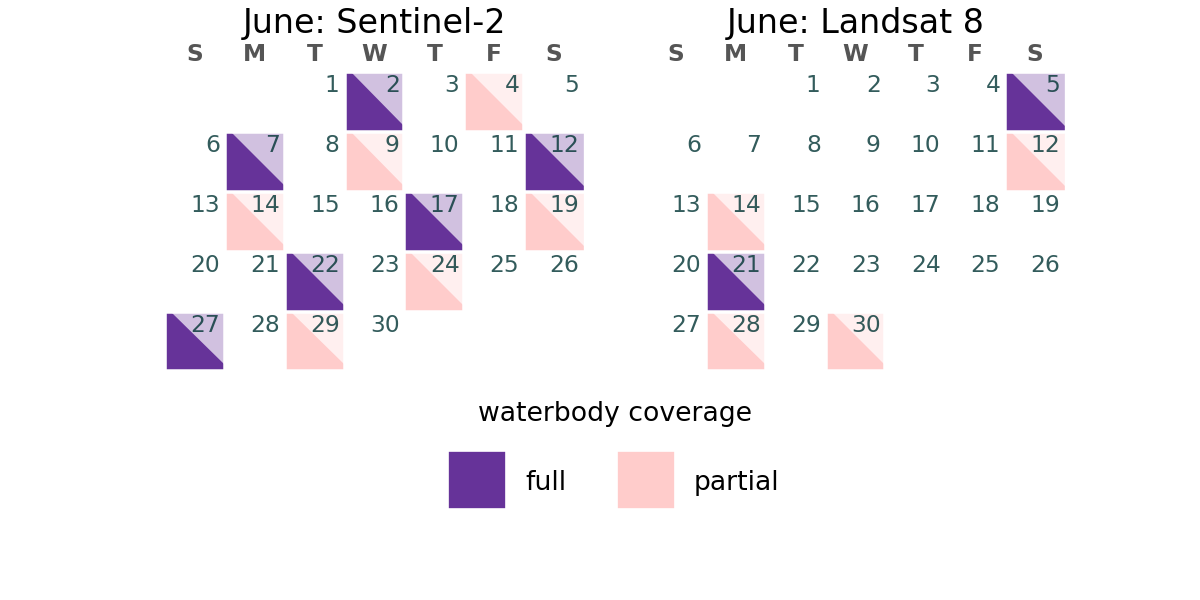 June: Sentinel-2
S M T W T F S
1 2 3 4 5
6 7 8 9 10 11 12
13 14 15 16 17 18 19
20 21 22 23 24 25 26
27 28 29 30
June: Landsat 8
S M T W T F S
1 2 3 4 5
6 7 8 9 10 11 12
13 14 15 16 17 18 19
20 21 22 23 24 25 26
27 28 29 30
waterbody coverage
full partial